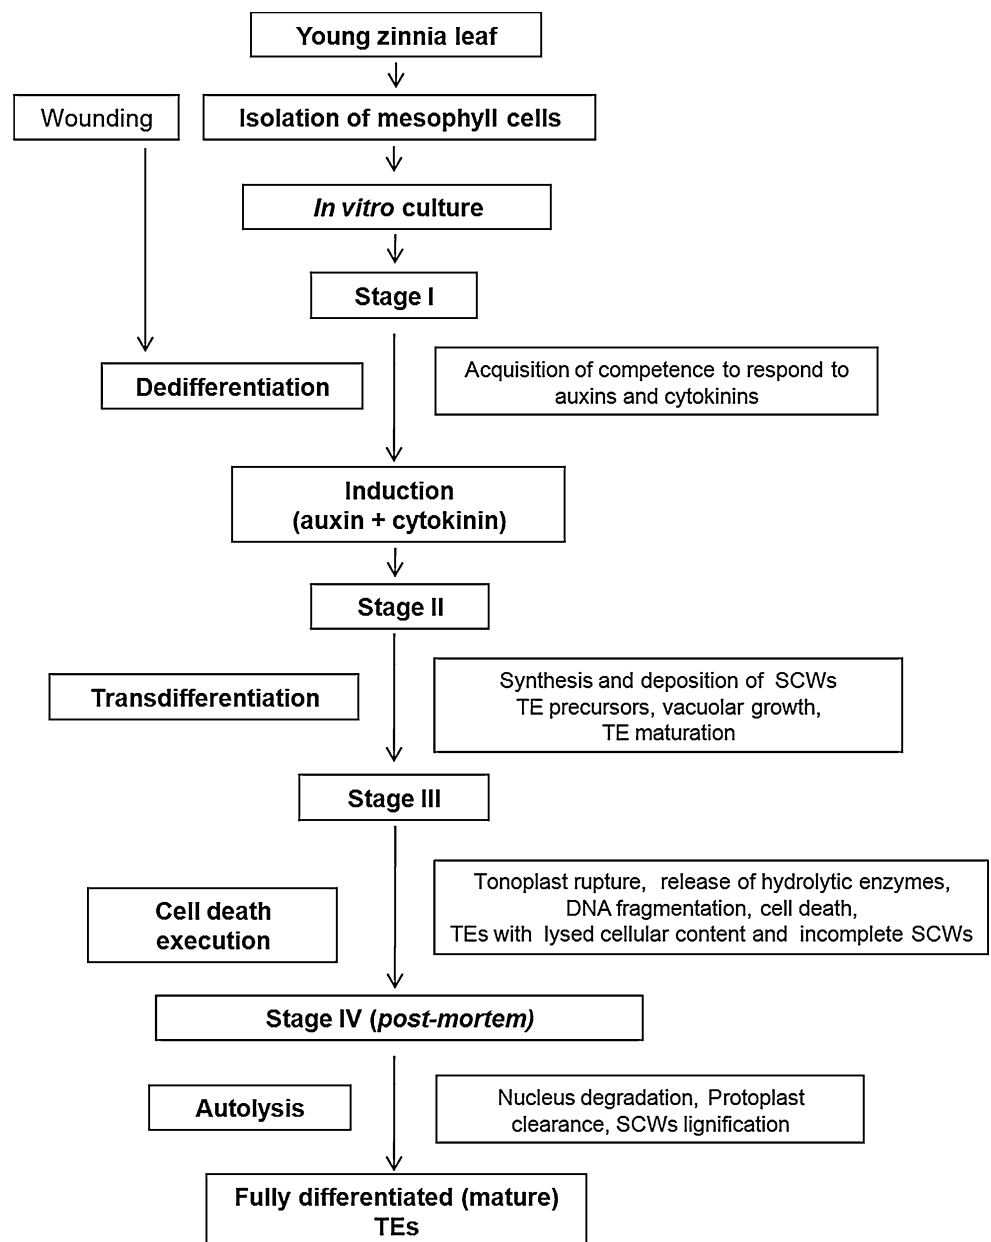 Young zinnia leaf
Wounding
Isolation of mesophyll cells
In vitro culture
Stage I
Dedifferentiation
Acquisition of competence to respond to
auxins and cytokinins
Induction
(auxin + cytokinin)
Stage II
Transdifferentiation
Synthesis and deposition of SCWs
TE precursors, vacuolar growth,
TE maturation
Stage III
Cell death
execution
Tonoplast rupture, release of hydrolytic enzymes,
DNA fragmentation, cell death,
TEs with lysed cellular content and incomplete SCWs
Stage IV (post-mortem)
Autolysis
Nucleus degradation, Protoplast
clearance, SCWs lignification
Fully differentiated (mature)
TEs